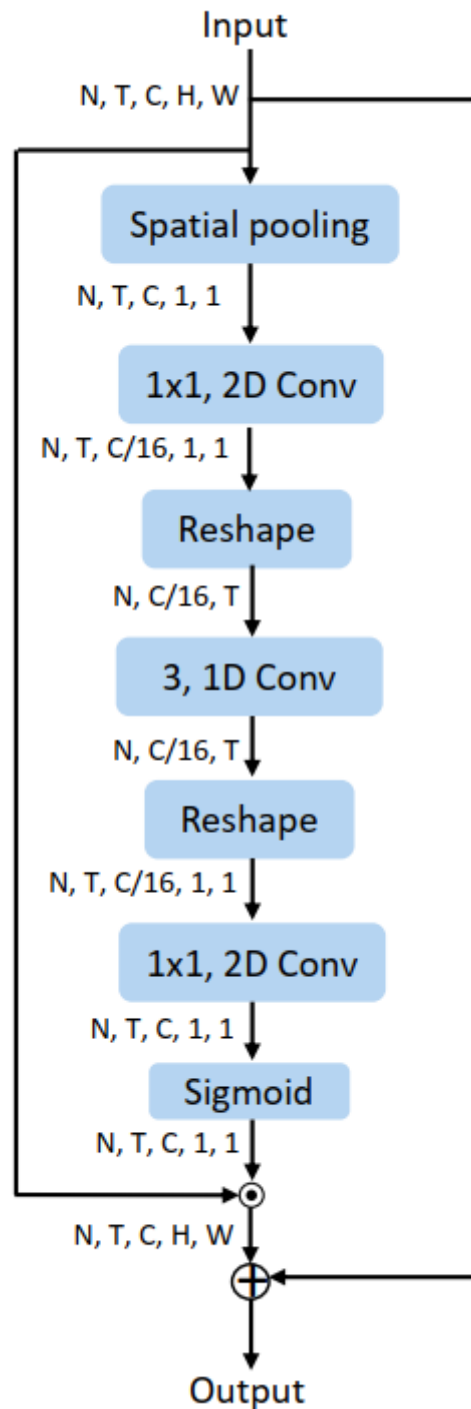 Input
N, T, C, H, W
Spatial pooling
N, T, C, 1, 1
1x1, 2D Conv
N, T, C/16, 1, 1
Reshape
N, C/16, T
3, 1D Conv
N, C/16, T
Reshape
N, T, C/16, 1, 1
1x1, 2D Conv
N, T, C, 1, 1
Sigmoid
N, T, C, 1, 1
N, T, C, H, W
Output